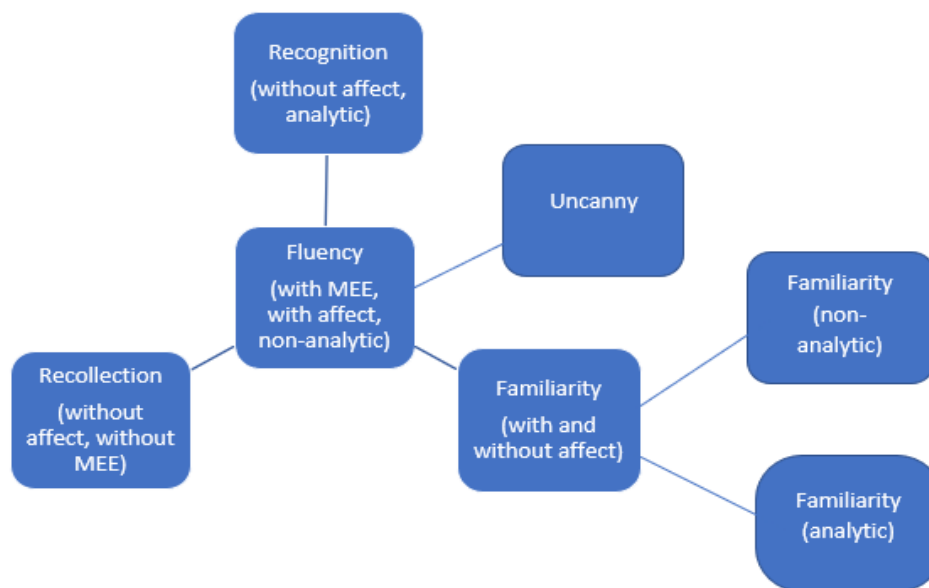 Recognition
(without affect,
analytic)
Uncanny
Fluency
(with MEE,
with affect,
non-analytic)
Familiarity
(non-
analytic)
Recollection
(without
affect, without
MEE)
Familiarity
(with and
without affect)
Familiarity
(analytic)